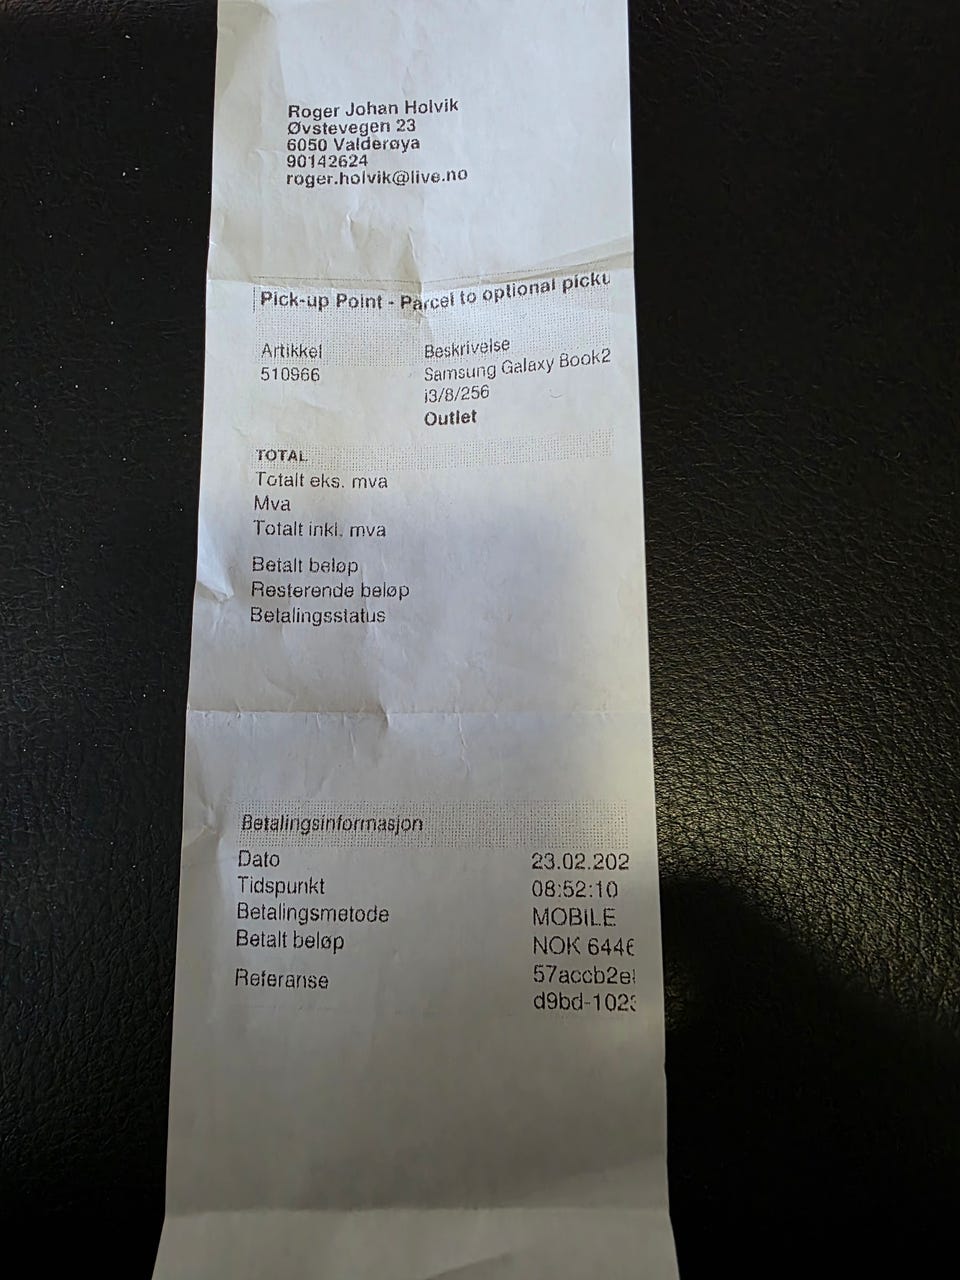 Roger Johan Holvik
Øvstevegen 23
6050 Valderøya
90142624
roger.holvik@live.no
Pick-up Point - Parcel to optional picku
Artikkel Beskrivelse
510966 Samsung Galaxy Book2
i3/8/256
Outlet
TOTAL
Totalt eks. mva
Mva
Totalt inkl. mva
Betalt beløp
Resterende beløp
Betalingsstatus
Betalingsinformasjon
Dato 23.02.202
Tidspunkt 08:52:10
Betalingsmetode MOBILE
Betalt beløp NOK 6446
Referanse 57accb2e
d9bd-102